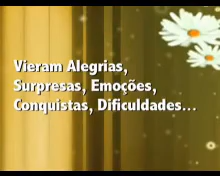 Vieram Alegrias,
Surpresas, Emoções,
Conquistas, Dificuldades...